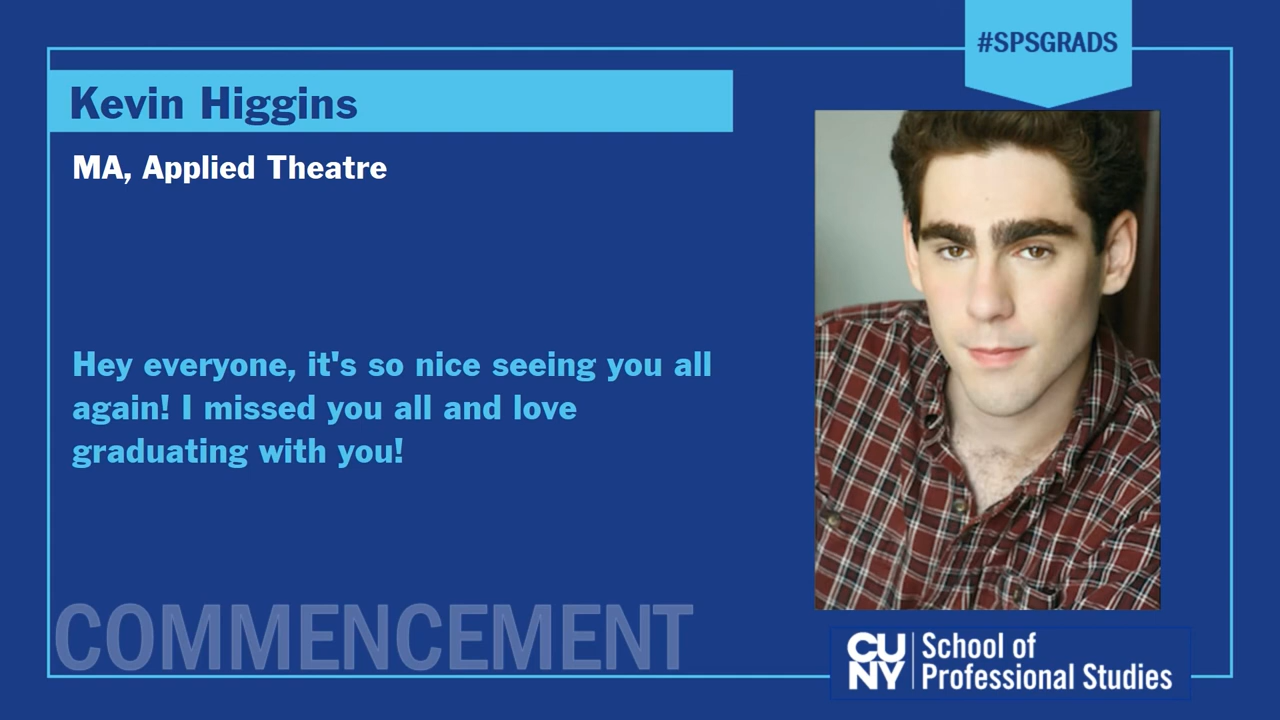 #SPSGRADS
Kevin Higgins
MA, Applied Theatre
Hey everyone, it's so nice seeing you all
again! I missed you all and love
graduating with you!
COMMENCEMENT
CU
NY
School of
Professional Studies